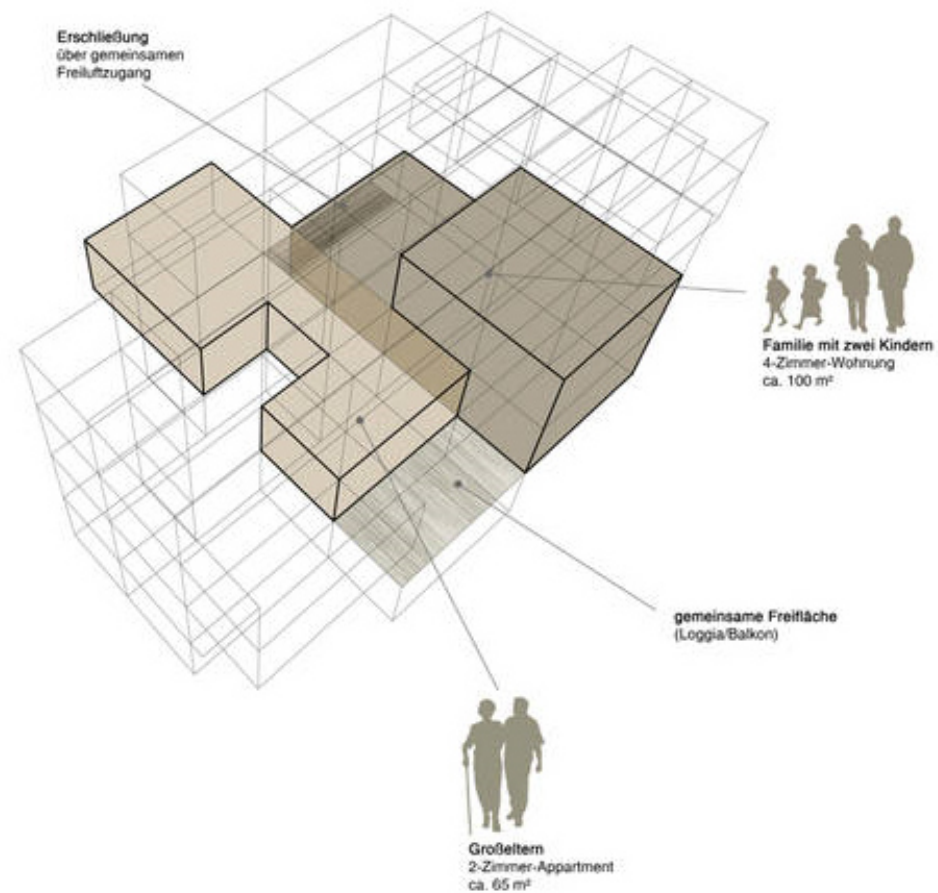 Erschließung
über gemeinsamen
Freiluftzugang
Familie mit zwei Kindern
4-Zimmer-Wohnung
ca. 100 m²
gemeinsame Freifläche
(Loggia/Balkon)
Großeltern
2-Zimmer-Appartment
ca. 65 m²